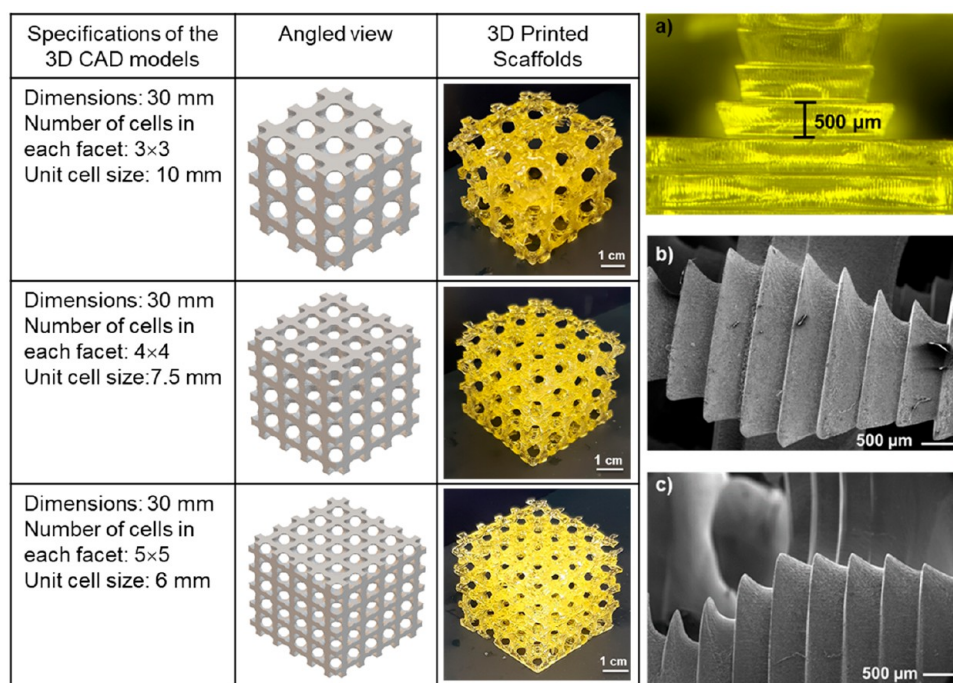 Specifications of the
3D CAD models
Angled view
3D Printed
Scaffolds
Dimensions: 30 mm
Number of cells in
each facet: 3×3
Unit cell size: 10 mm
1 cm
Dimensions: 30 mm
Number of cells in
each facet: 4×4
Unit cell size:7.5 mm
1 cm
Dimensions: 30 mm
Number of cells in
each facet: 5×5
Unit cell size: 6 mm
1 cm
a)
500 µm
b)
500 µm
c)
500 µm